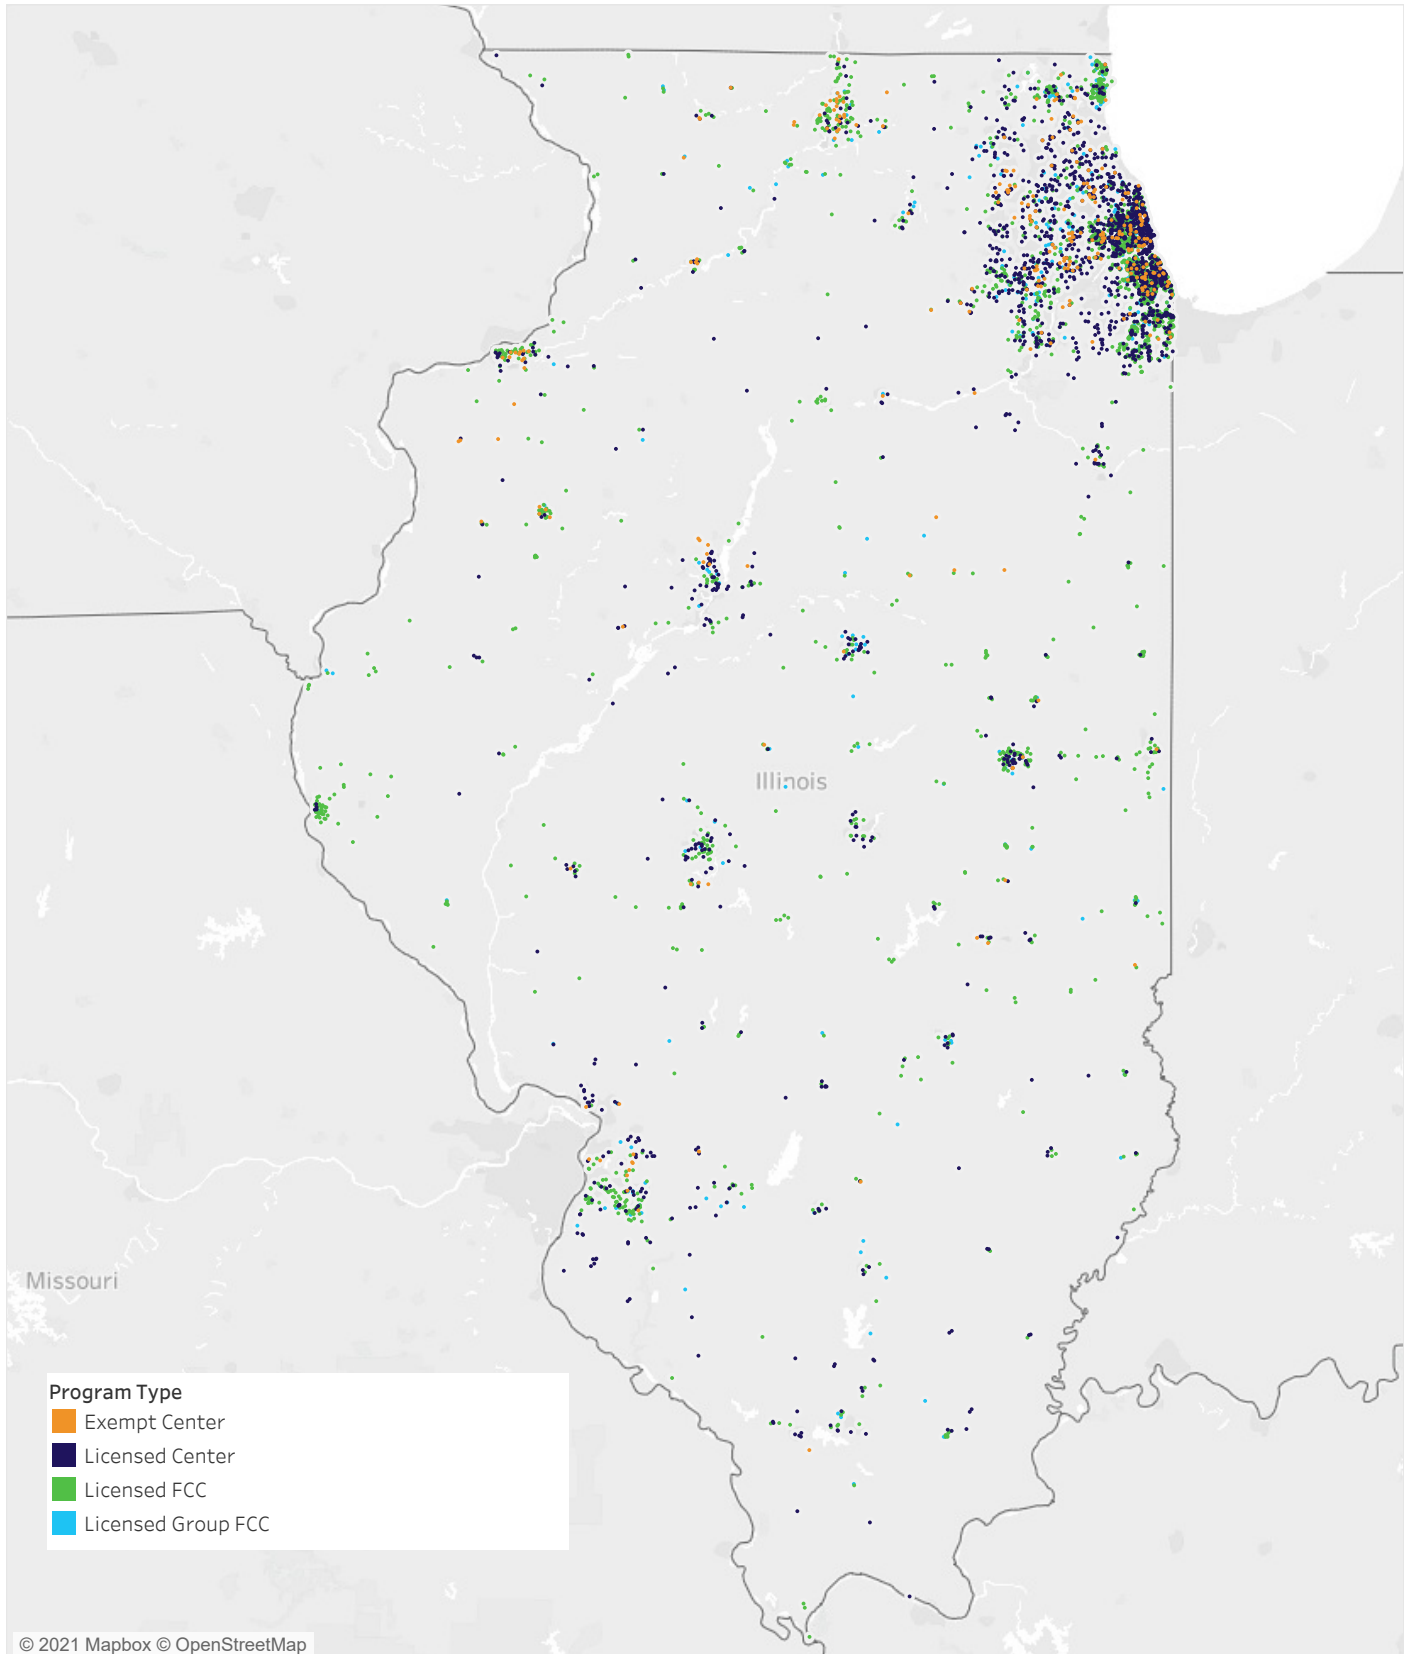 Illinois
Missouri
Program Type
Exempt Center
Licensed Center
Licensed FCC
Licensed Group FCC
© 2021 Mapbox © OpenStreetMap